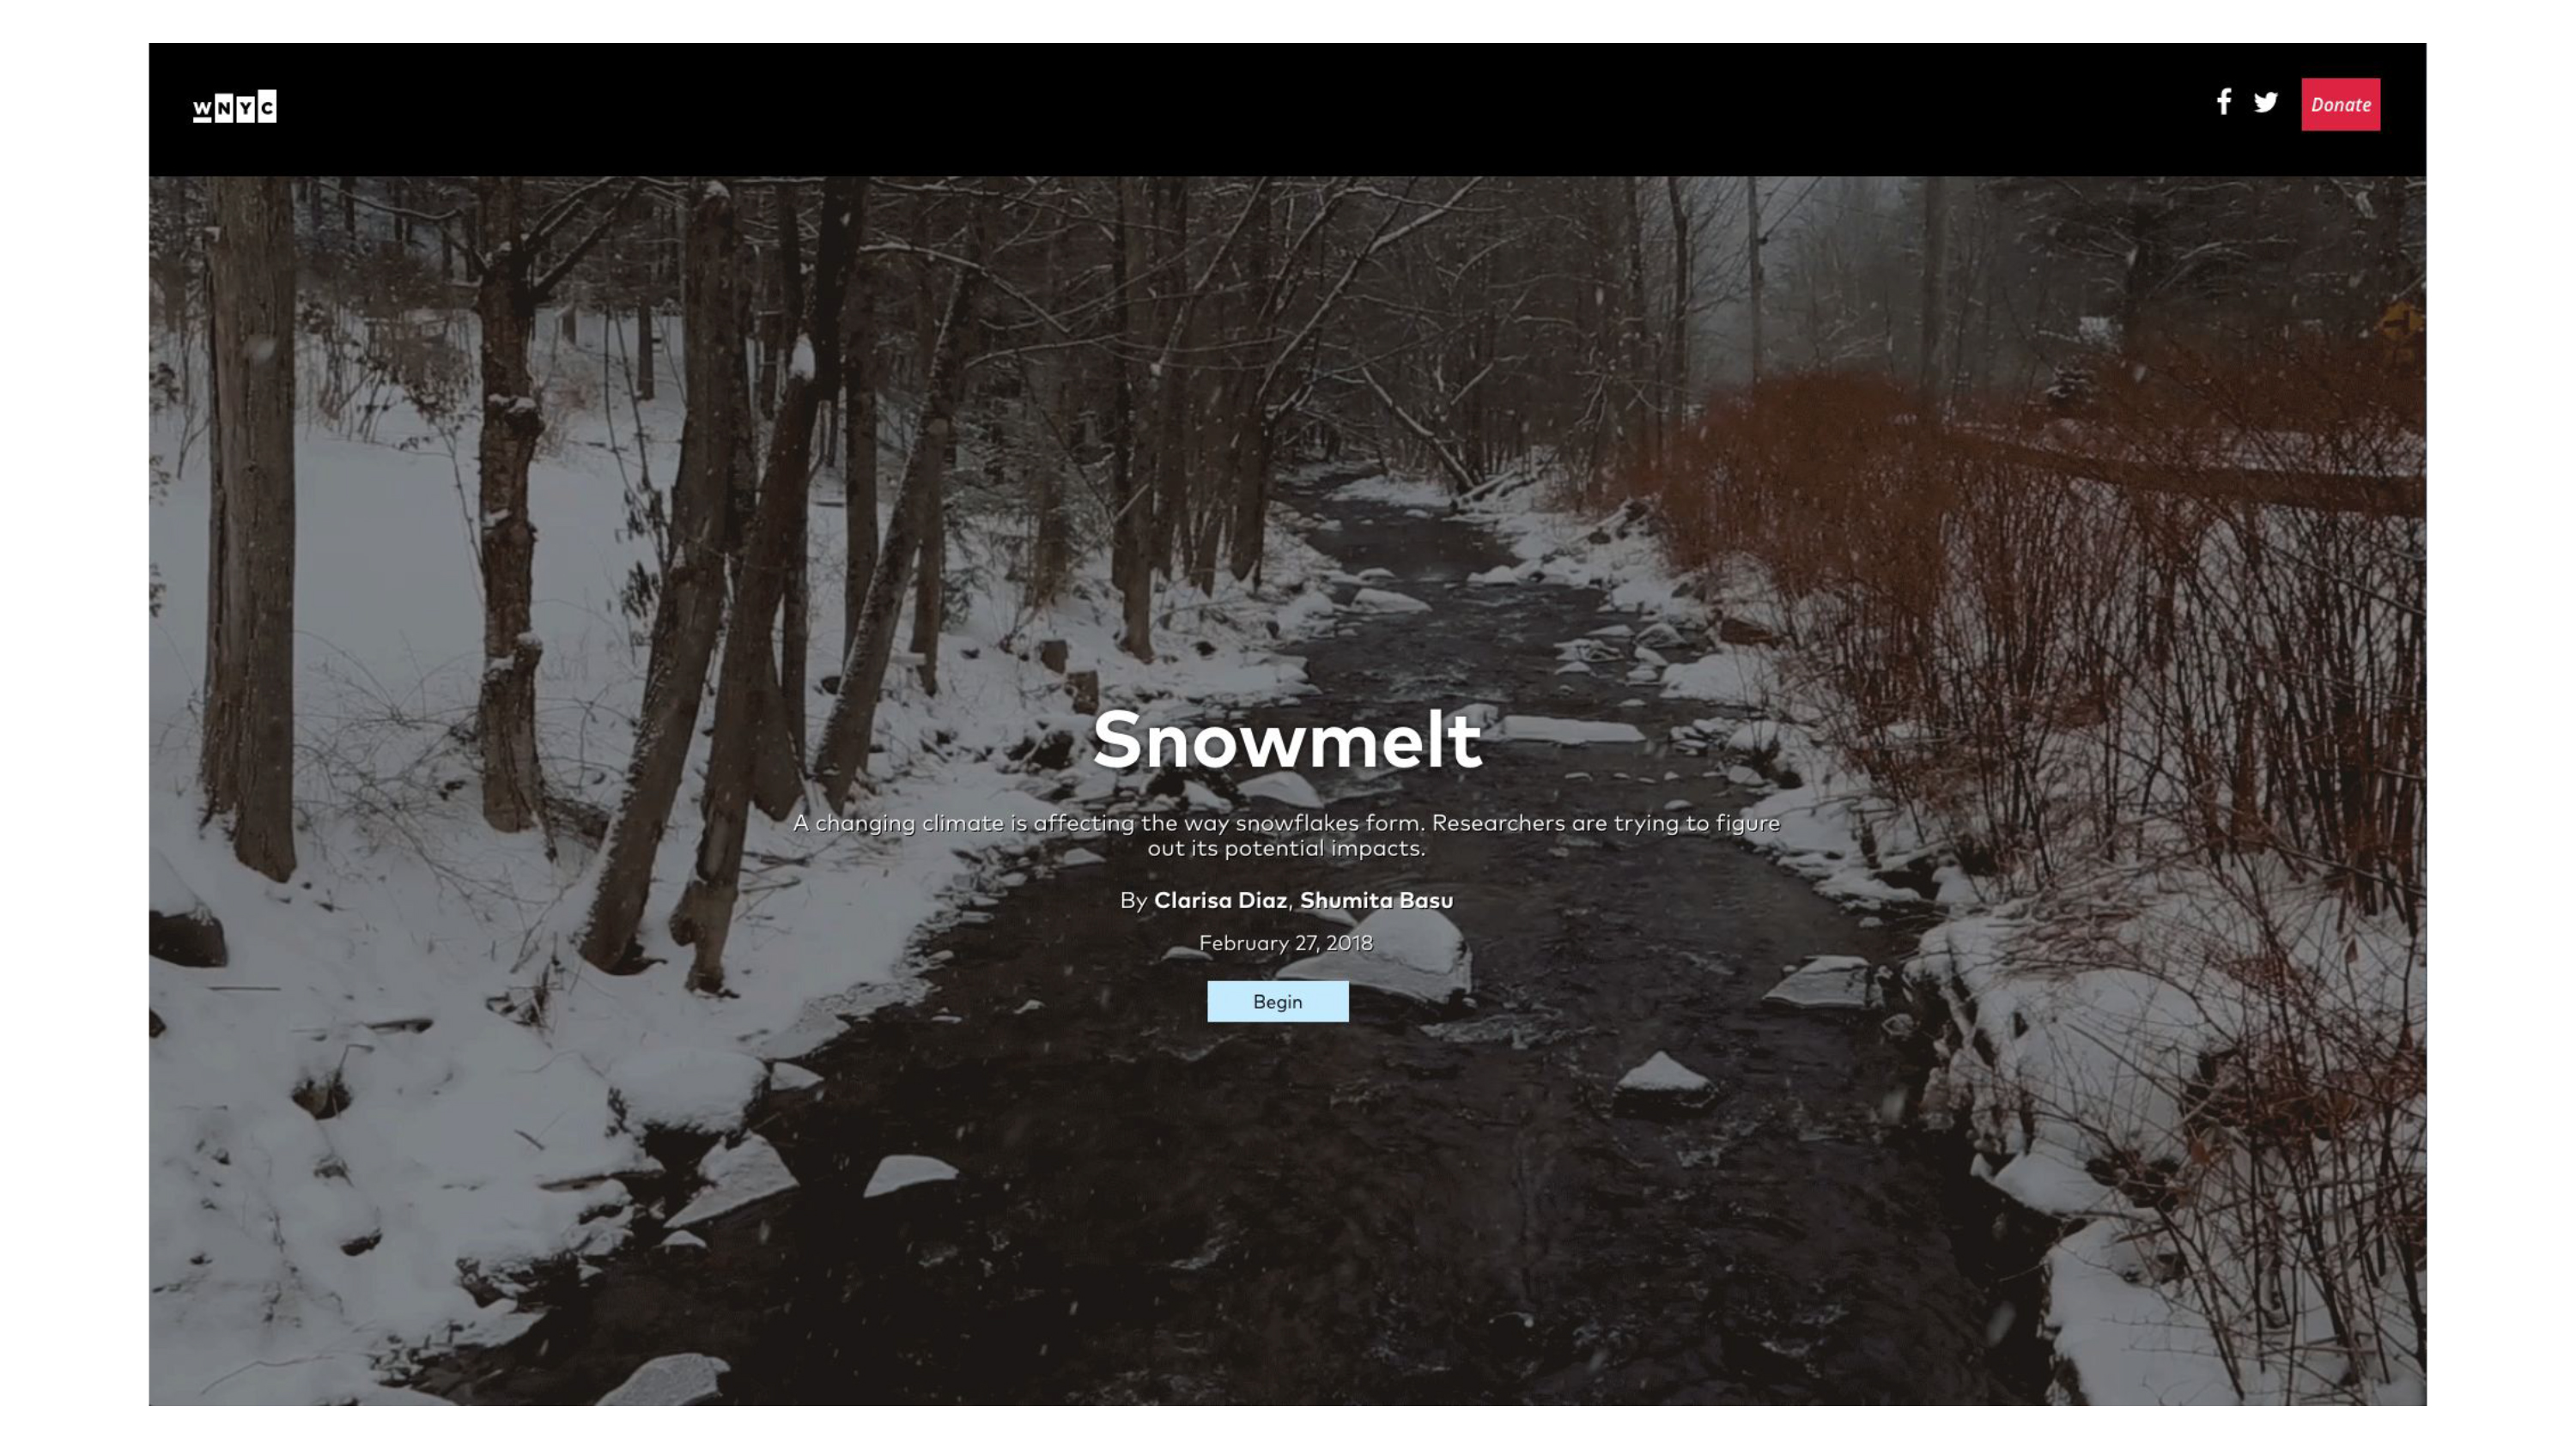 WNYC
Donate
Snowmelt
A changing climate is affecting the way snowflakes form. Researchers are trying to figure
out its potential impacts.
By Clarisa Diaz, Shumita Basu
February 27, 2018
Begin